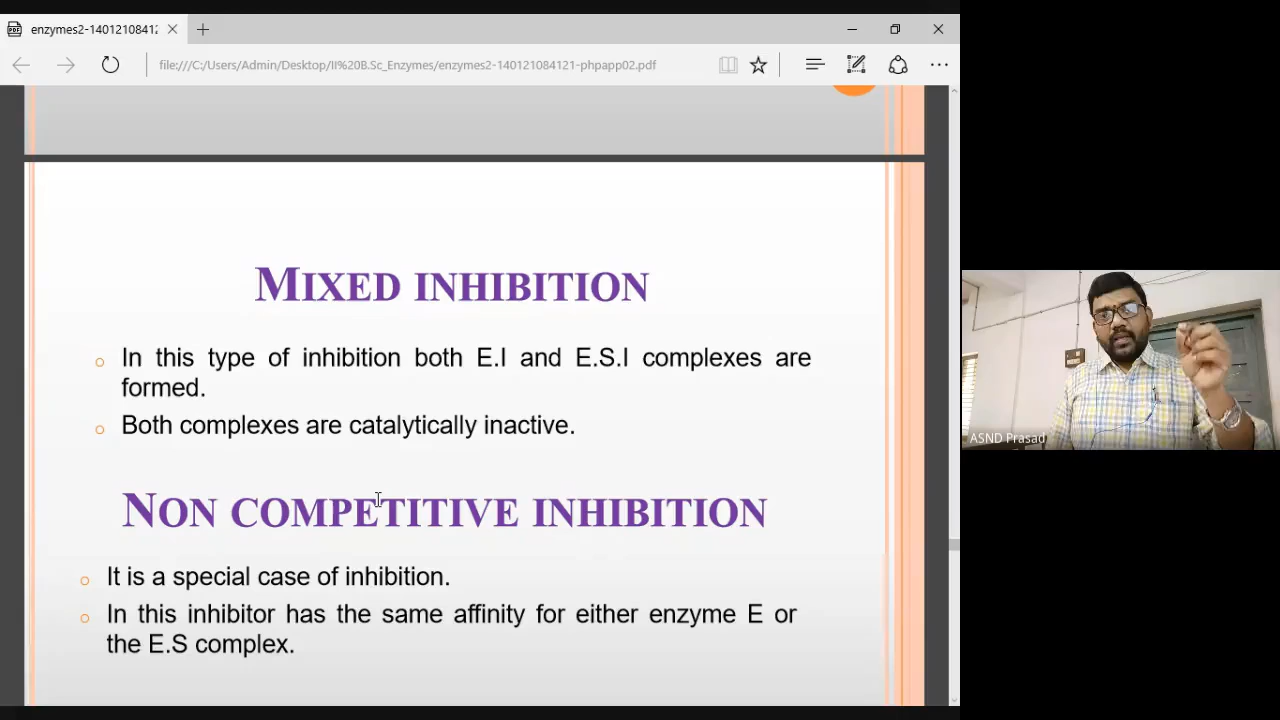 enzymes2-14012108412
file:///C:/Users/Admin/Desktop/II%20B.Sc_Enzymes/enzymes2-140121084121-phpapp02.pdf
MIXED INHIBITION
In this type of inhibition both E.I and E.S.I complexes are
formed.
Both complexes are catalytically inactive.
NON COMPETITIVE INHIBITION
It is a special case of inhibition.
In this inhibitor has the same affinity for either enzyme E or
the E.S complex.
ASND Prasad